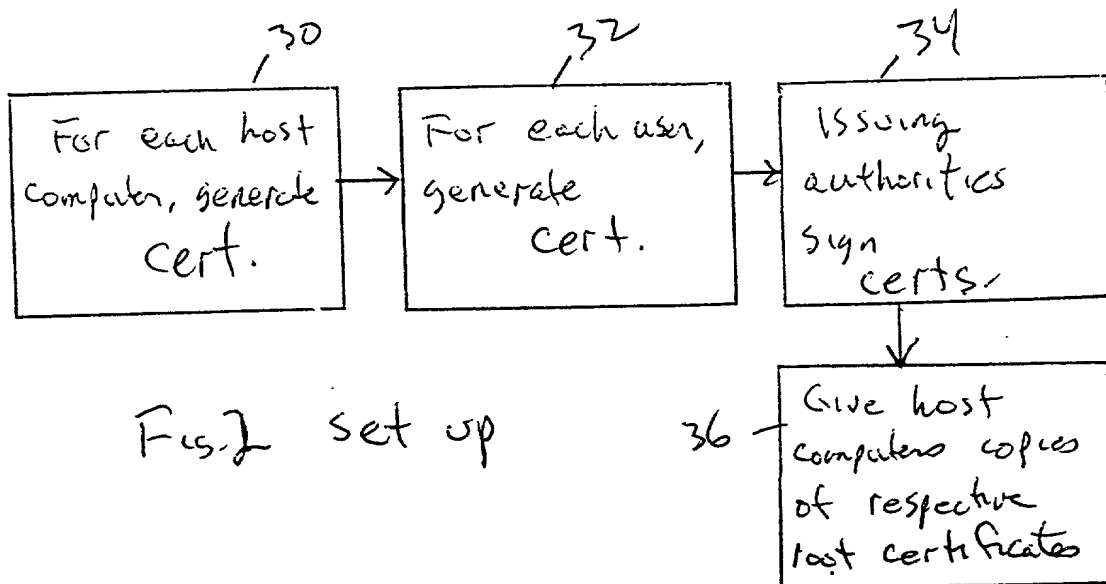 30
For each host
computer, generate
cert.
32
For each user,
generate
cert.
34
Issuing
authorities
sign
certs.
36
Give host
computers copies
of respective
root certificates
Fig. 2 set up